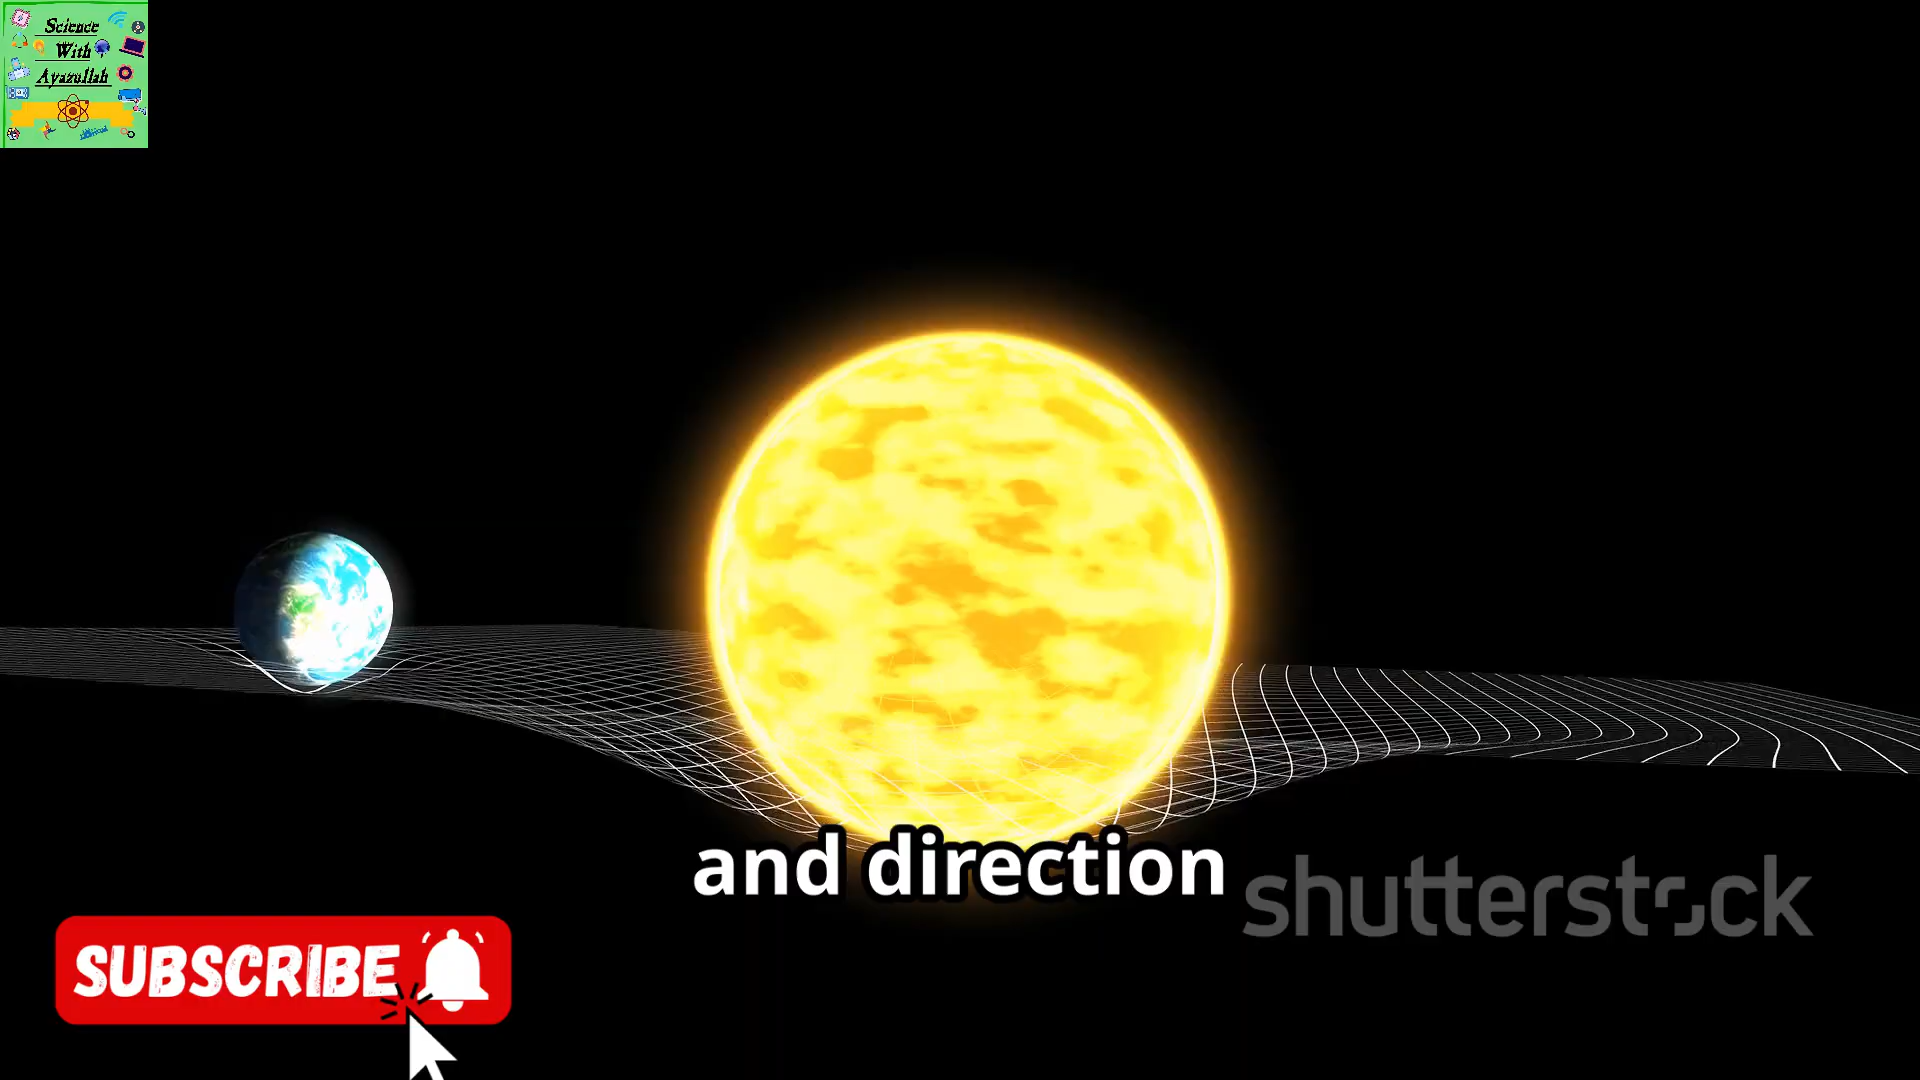 Science
With
Ayazullah
and direction
shutterstock
SUBSCRIBE